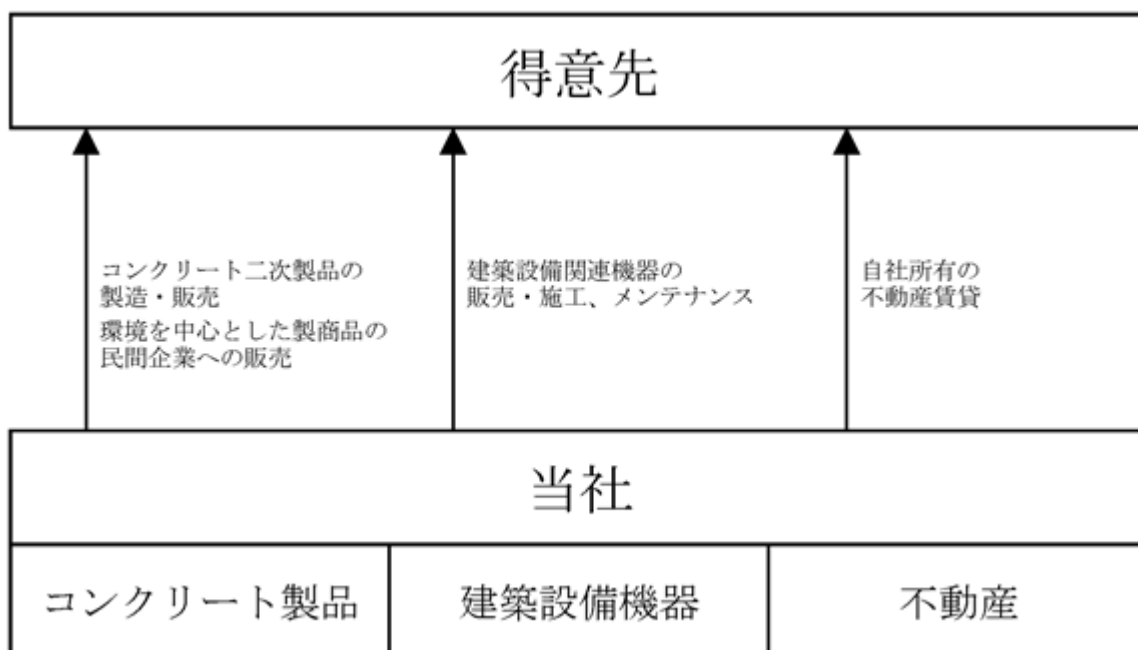 得意先
コンクリート二次製品の
製造・販売
環境を中心とした製商品の
民間企業への販売
建築設備関連機器の
販売・施工、メンテナンス
自社所有の
不動産賃貸
当社
コンクリート製品
建築設備機器
不動産